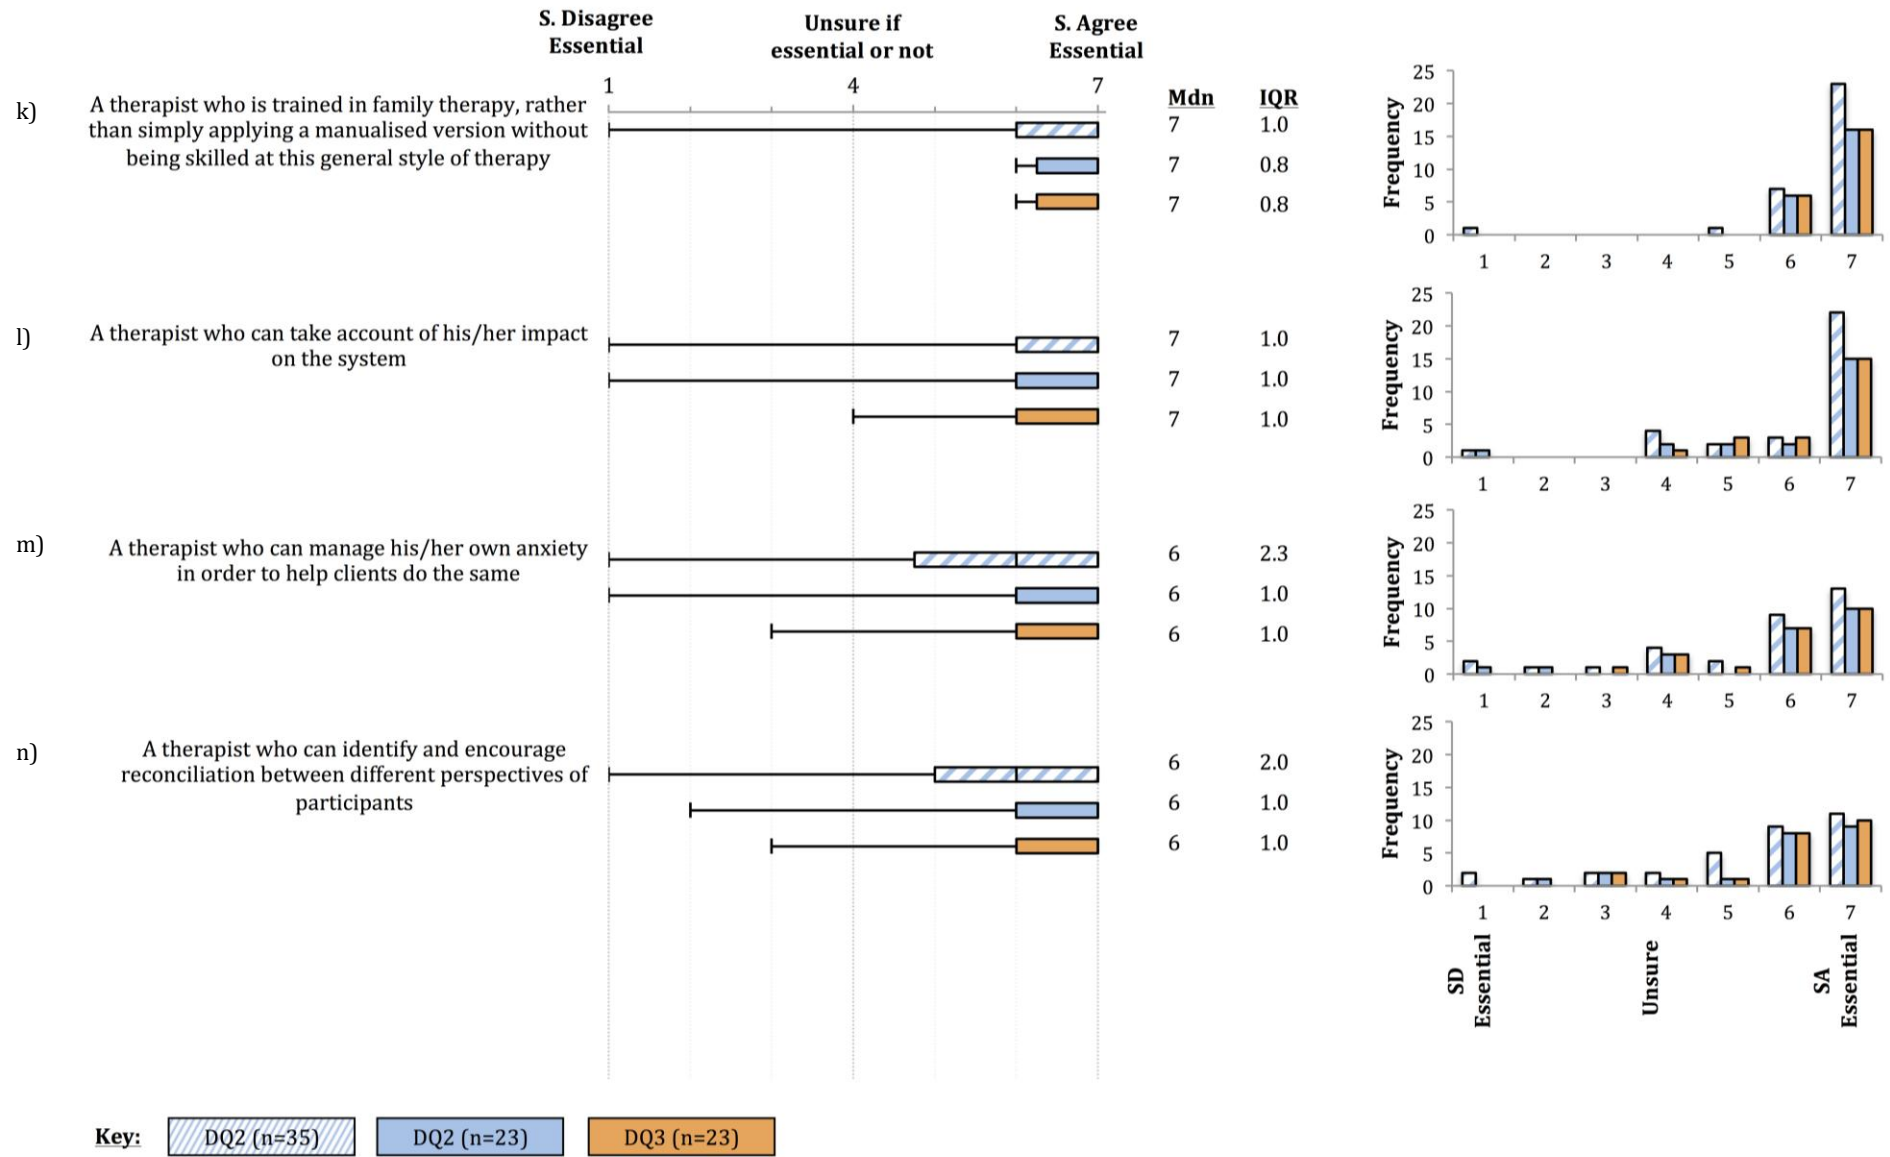 S. Disagree
Essential
Unsure if
essential or not
S. Agree
Essential
1 4 7
Mdn IQR
k)
A therapist who is trained in family therapy, rather
than simply applying a manualised version without
being skilled at this general style of therapy
7 1.0
7 0.8
7 0.8
Frequency
25
20
15
10
5
0
1 2 3 4 5 6 7
l)
A therapist who can take account of his/her impact
on the system
7 1.0
7 1.0
7 1.0
Frequency
25
20
15
10
5
0
1 2 3 4 5 6 7
m)
A therapist who can manage his/her own anxiety
in order to help clients do the same
6 2.3
6 1.0
6 1.0
Frequency
25
20
15
10
5
0
1 2 3 4 5 6 7
n)
A therapist who can identify and encourage
reconciliation between different perspectives of
participants
6 2.0
6 1.0
6 1.0
Frequency
25
20
15
10
5
0
1 2 3 4 5 6 7
SD
Essential
Unsure
SA
Essential
Key: DQ2 (n=35) DQ2 (n=23) DQ3 (n=23)